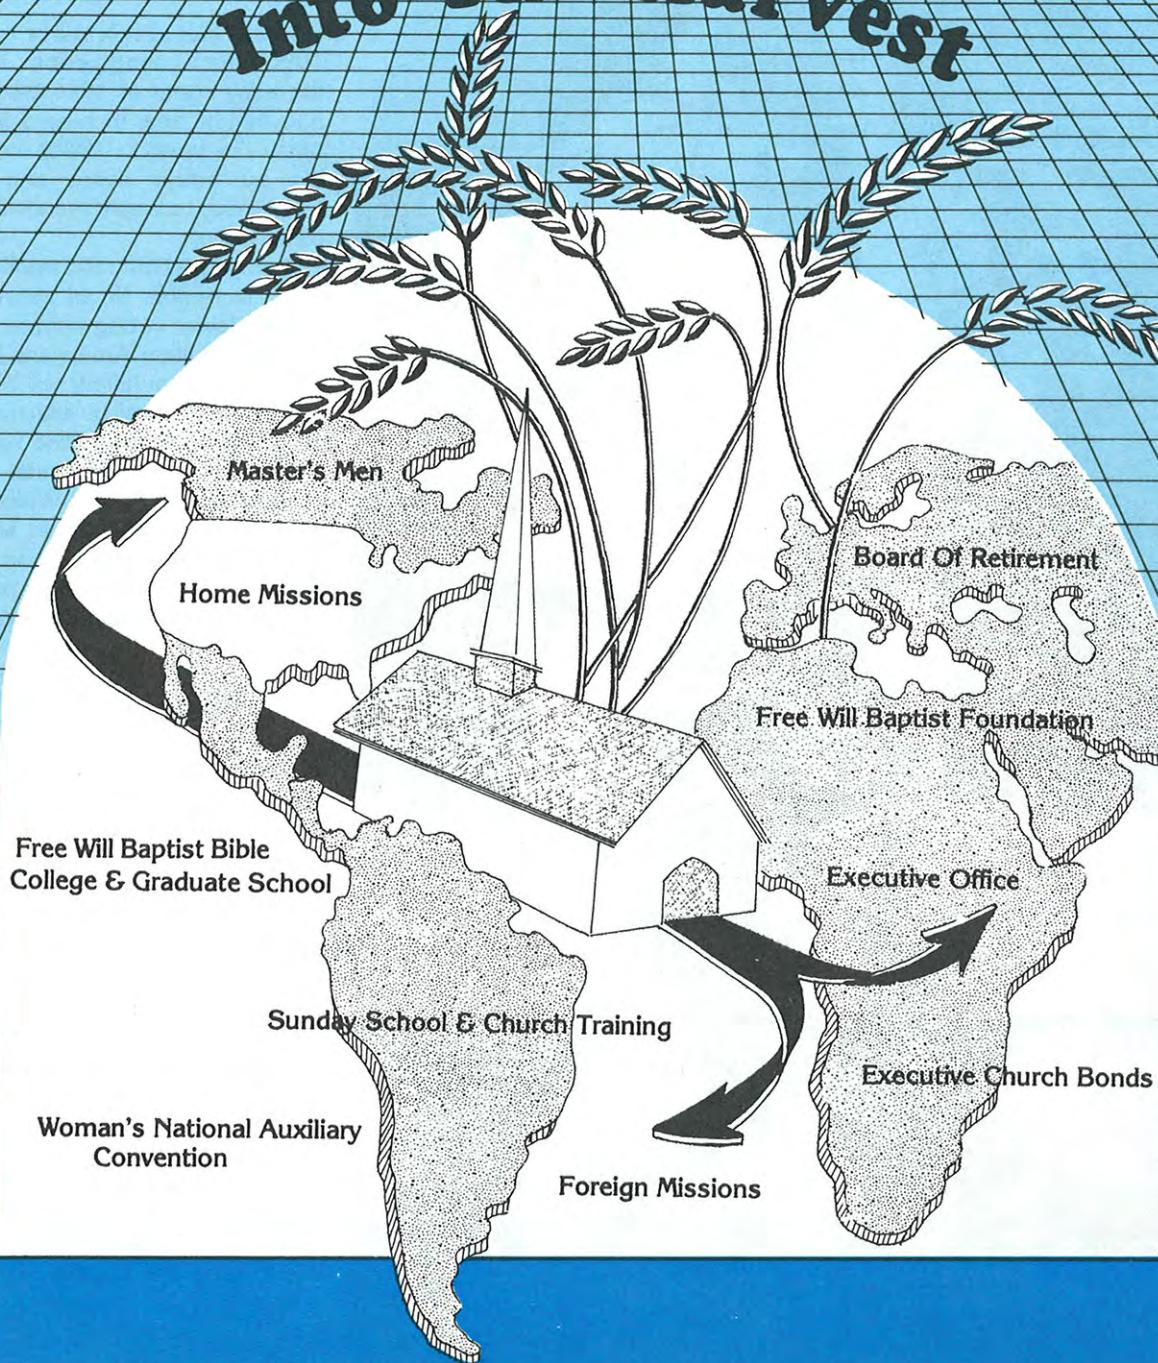 Into
Master's Men
Home Missions
Board Of Retirement
Free Will Baptist Foundation
Free Will Baptist Bible
College & Graduate School
Executive Office
Sunday School & Church Training
Executive Church Bonds
Woman's National Auxiliary
Convention
Foreign Missions